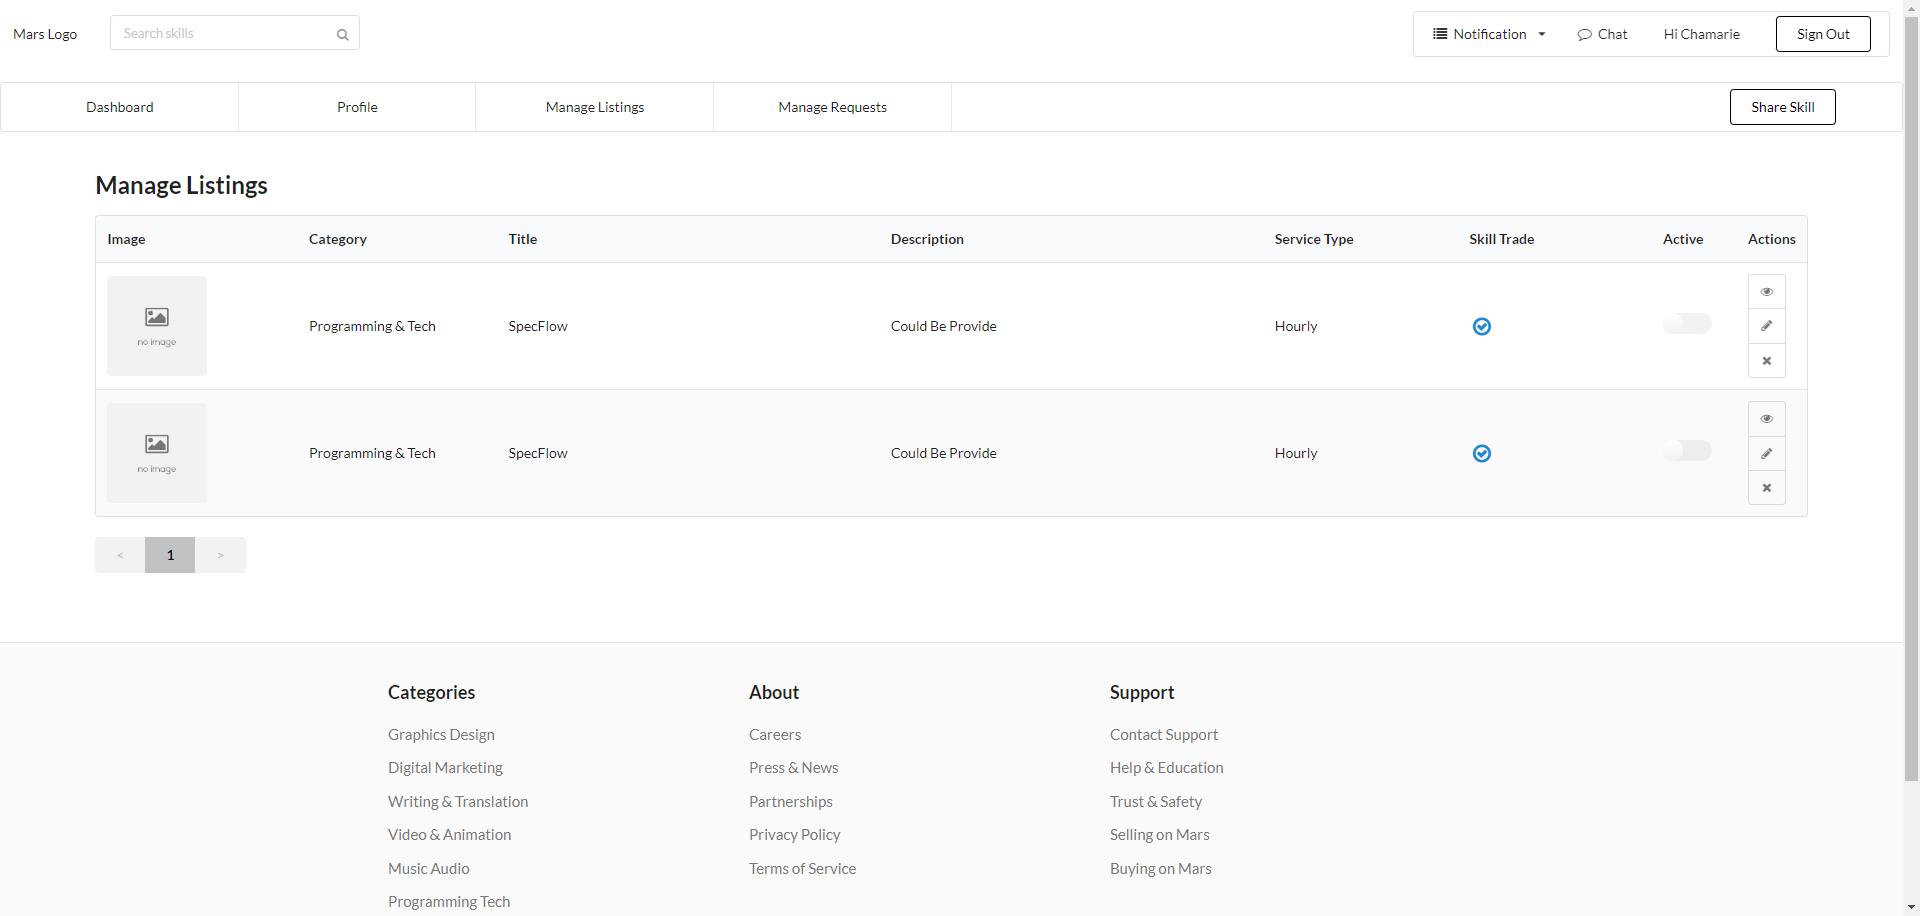 Mars Logo
Search skills
Notification
Chat
Hi Chamarie
Sign Out
Dashboard
Profile
Manage Listings
Manage Requests
Share Skill
Manage Listings
Image Category Title Description Service Type Skill Trade Active Actions
no image
Programming & Tech SpecFlow Could Be Provide Hourly
no image
Programming & Tech SpecFlow Could Be Provide Hourly
< 1 >
Categories
Graphics Design
Digital Marketing
Writing & Translation
Video & Animation
Music Audio
Programming Tech
About
Careers
Press & News
Partnerships
Privacy Policy
Terms of Service
Support
Contact Support
Help & Education
Trust & Safety
Selling on Mars
Buying on Mars